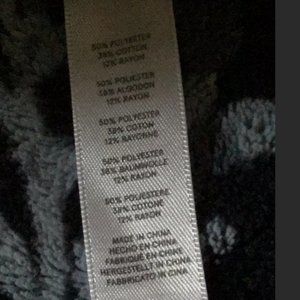 50% POLYESTER
38% COTTON
12% RAYON
50% POLIESTER
38% ALGODON
12% RAYON
50% POLYESTER
38% COTON
12% RAYONNE
50% POLYESTER
38% BAUMWOLLE
12% RAYON
50% POLIESTERE
38% COTONE
12% RAYON
MADE IN CHINA
HECHO EN CHINA
FABRIQUÉ EN CHINE
HERGESTELLT IN CHINA
FABBRICATO IN CINA